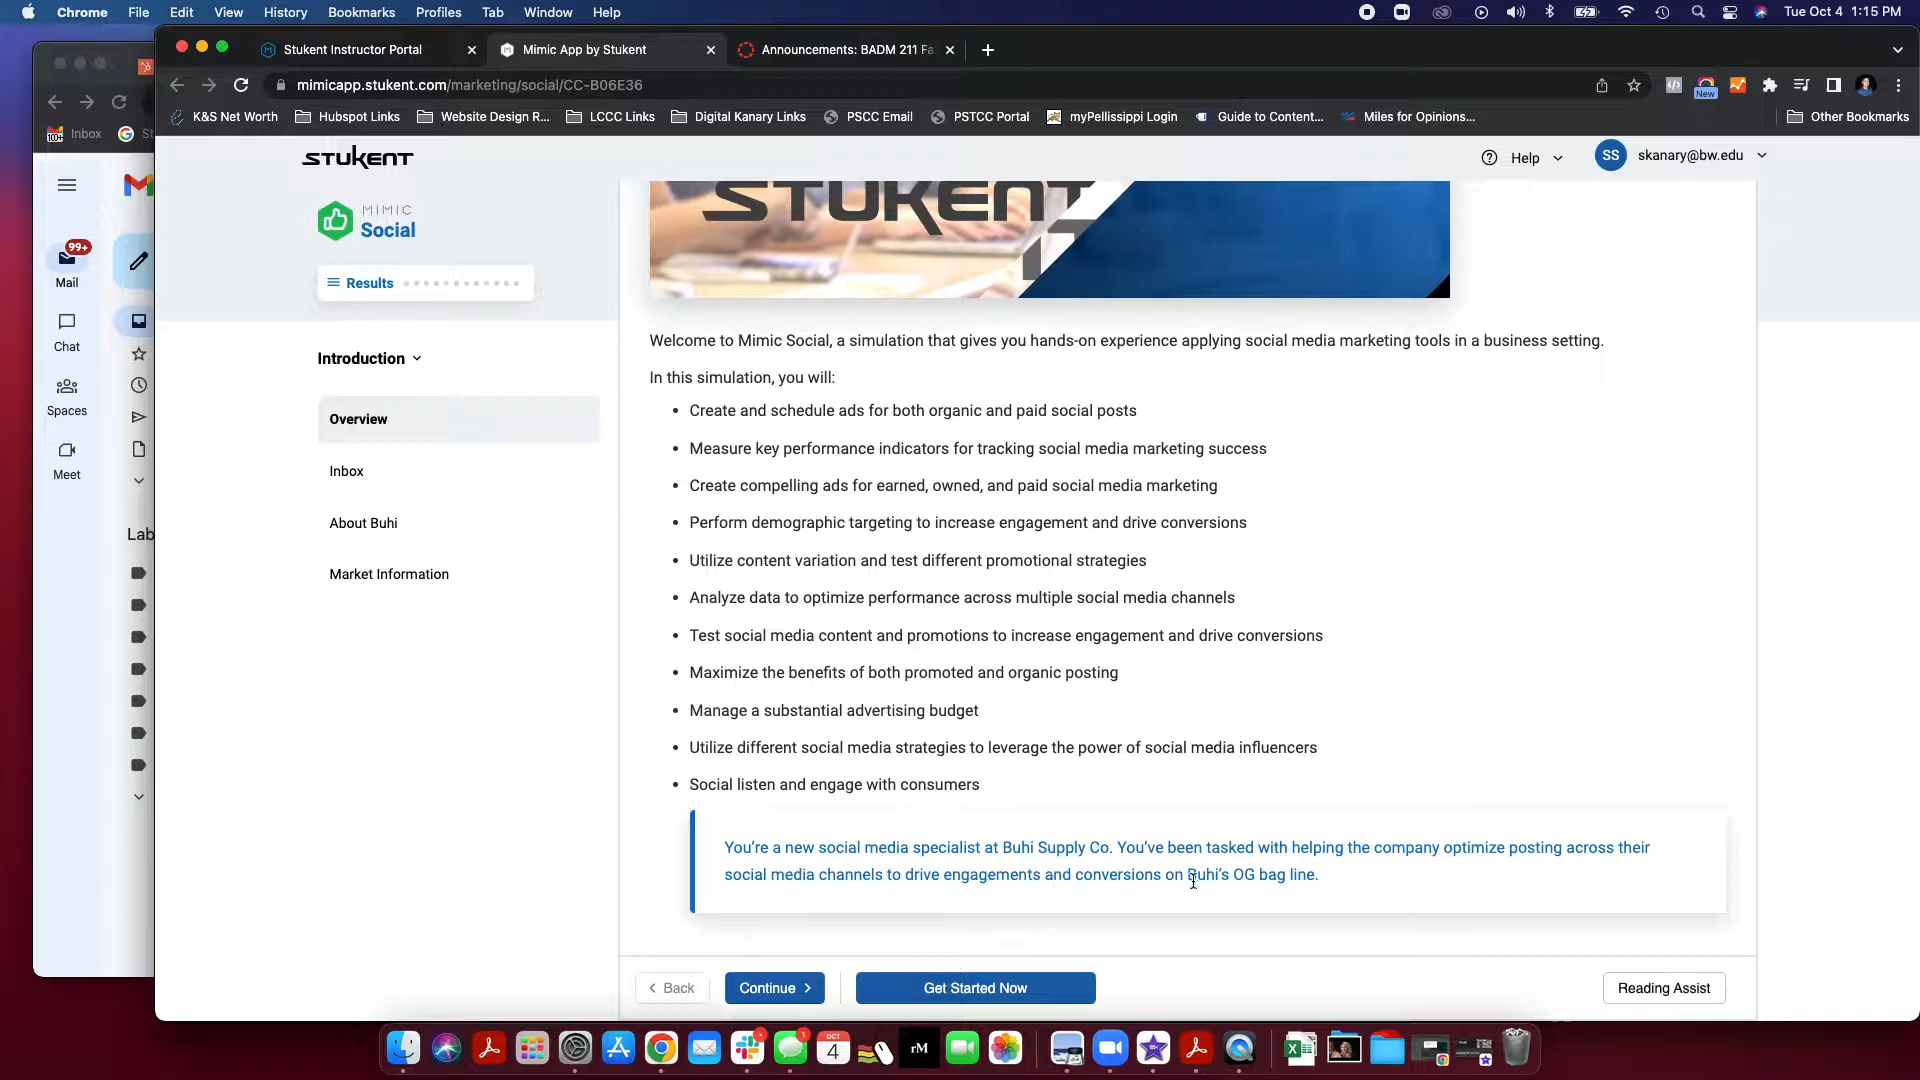 Chrome File Edit View History Bookmarks Profiles Tab Window Help Tue Oct 4 1:15 PM
Stukent Instructor Portal Mimic App by Stukent Announcements: BADM 211 Fa
mimicapp.stukent.com/marketing/social/CC-B06E36 New
100+ Inbox K&S Net Worth Hubspot Links Website Design R... LCCC Links Digital Kanary Links PSCC Email PSTCC Portal myPellissippi Login Guide to Content... Miles for Opinions... Other Bookmarks
STUKENT Help SS skanary@bw.edu
STUKENT
MIMIC
Social
99+
Mail
Results
Chat
Spaces
Meet
Lab
Introduction
Overview
Inbox
About Buhi
Market Information
Welcome to Mimic Social, a simulation that gives you hands-on experience applying social media marketing tools in a business setting.
In this simulation, you will:
• Create and schedule ads for both organic and paid social posts
• Measure key performance indicators for tracking social media marketing success
• Create compelling ads for earned, owned, and paid social media marketing
• Perform demographic targeting to increase engagement and drive conversions
• Utilize content variation and test different promotional strategies
• Analyze data to optimize performance across multiple social media channels
• Test social media content and promotions to increase engagement and drive conversions
• Maximize the benefits of both promoted and organic posting
• Manage a substantial advertising budget
• Utilize different social media strategies to leverage the power of social media influencers
• Social listen and engage with consumers
You're a new social media specialist at Buhi Supply Co. You've been tasked with helping the company optimize posting across their
social media channels to drive engagements and conversions on Buhi's OG bag line.
Back Continue Get Started Now Reading Assist
OCT
4
rM
1